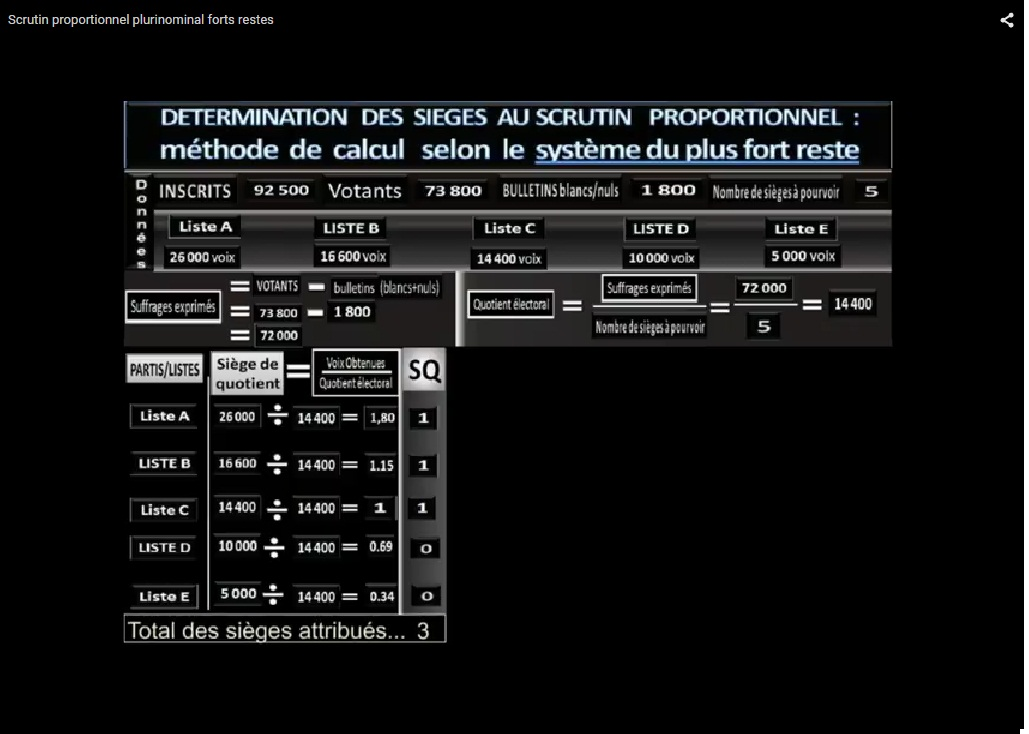 Scrutin proportionnel plurinominal forts restes
DETERMINATION DES SIEGES AU SCRUTIN PROPORTIONNEL :
méthode de calcul selon le système du plus fort reste
Données
INSCRITS 92 500 Votants 73 800 BULLETINS blancs/nuls 1 800 Nombre de sièges à pourvoir 5
Liste A LISTE B Liste C LISTE D Liste E
26 000 voix 16 600 voix 14 400 voix 10 000 voix 5 000 voix
Suffrages exprimés = VOTANTS – bulletins (blancs+nuls)
= 73 800 – 1 800
= 72 000
Quotient électoral = Suffrages exprimés = 72 000 = 14 400
Nombre de sièges à pourvoir 5
PARTIS/LISTES Siège de quotient = Voix Obtenues SQ
Quotient électoral
Liste A 26 000 ÷ 14 400 = 1,80 1
LISTE B 16 600 ÷ 14 400 = 1.15 1
Liste C 14 400 ÷ 14 400 = 1 1
LISTE D 10 000 ÷ 14 400 = 0.69 0
Liste E 5 000 ÷ 14 400 = 0.34 0
Total des sièges attribués... 3